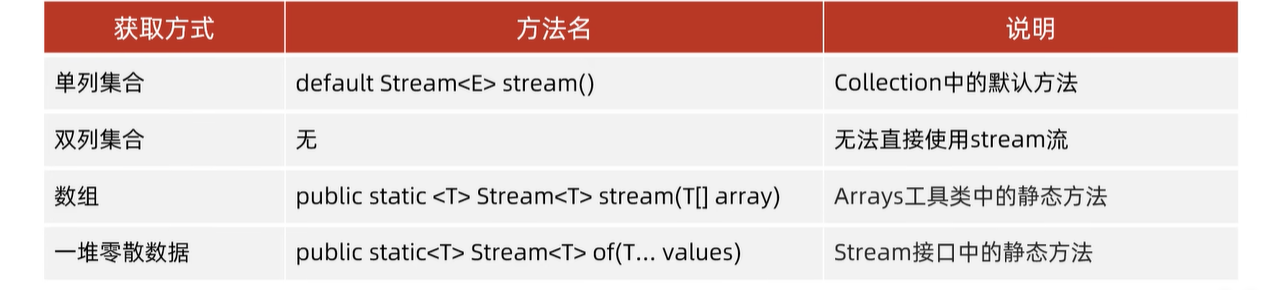 获取方式 方法名 说明
单列集合 default Stream<E> stream() Collection中的默认方法
双列集合 无 无法直接使用stream流
数组 public static <T> Stream<T> stream(T[] array) Arrays工具类中的静态方法
一堆零散数据 public static<T> Stream<T> of(T... values) Stream接口中的静态方法